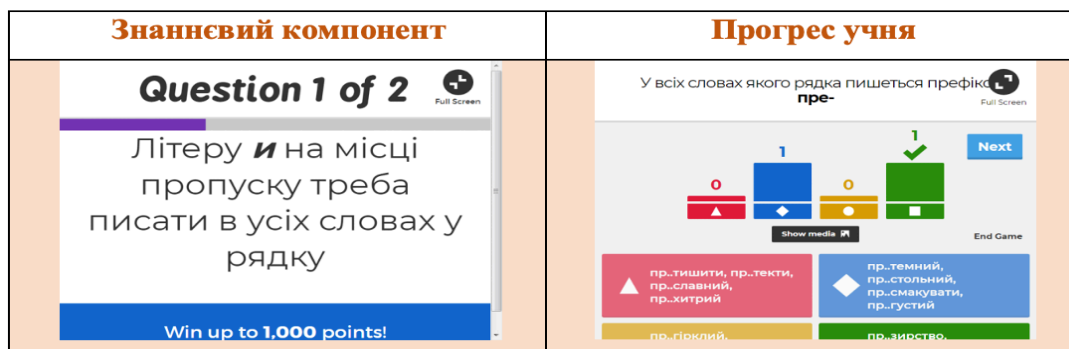 Знаннєвий компонент
Прогрес учня
Question 1 of 2
Full Screen
Літеру и на місці
пропуску треба
писати в усіх словах у
рядку
Win up to 1,000 points!
У всіх словах якого рядка пишеться префікс
пре-
Full Screen
0
1
0
1
Next
Show media
End Game
пр..тишити, пр..текти,
пр..славний,
пр..хитрий
пр..темний,
пр..стольний,
пр..смакувати,
пр..густий
пр..гірклий,
пр..зирство,